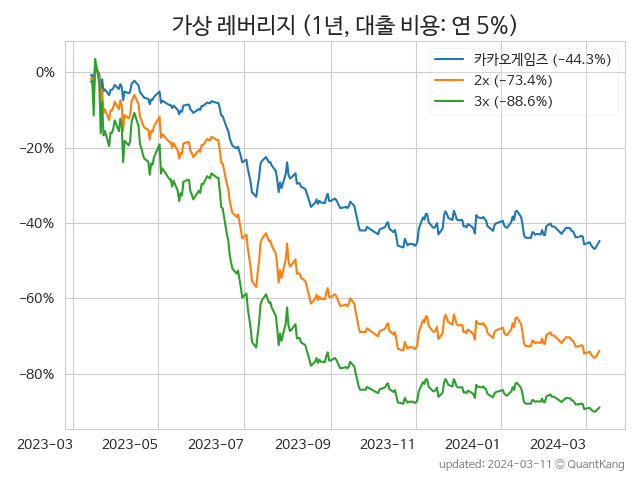 가상 레버리지 (1년, 대출 비용: 연 5%)
카카오게임즈 (−44.3%)
2x (−73.4%)
3x (−88.6%)
0%
−20%
−40%
−60%
−80%
2023−03 2023−05 2023−07 2023−09 2023−11 2024−01 2024−03
updated: 2024-03-11 © QuantKang